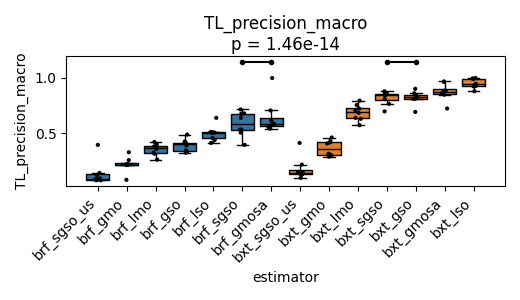 TL_precision_macro
p = 1.46e-14
TL_precision_macro
1.0
0.5
brf_sgso_us
brf_gmo
brf_lmo
brf_gso
brf_lso
brf_sgso
brf_gmosa
bxt_sgso_us
bxt_gmo
bxt_lmo
bxt_sgso
bxt_gso
bxt_gmosa
bxt_lso
estimator